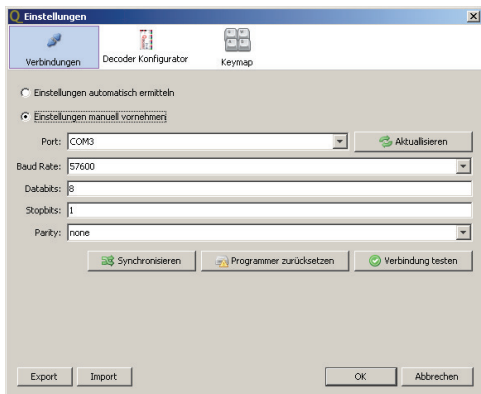 Einstellungen
Verbindungen
Decoder Konfigurator
Keymap
Einstellungen automatisch ermitteln
Einstellungen manuell vornehmen
Port: COM3 Aktualisieren
Baud Rate: 57600
Databits: 8
Stopbits: 1
Parity: none
Synchronisieren Programmer zurücksetzen Verbindung testen
Export Import OK Abbrechen